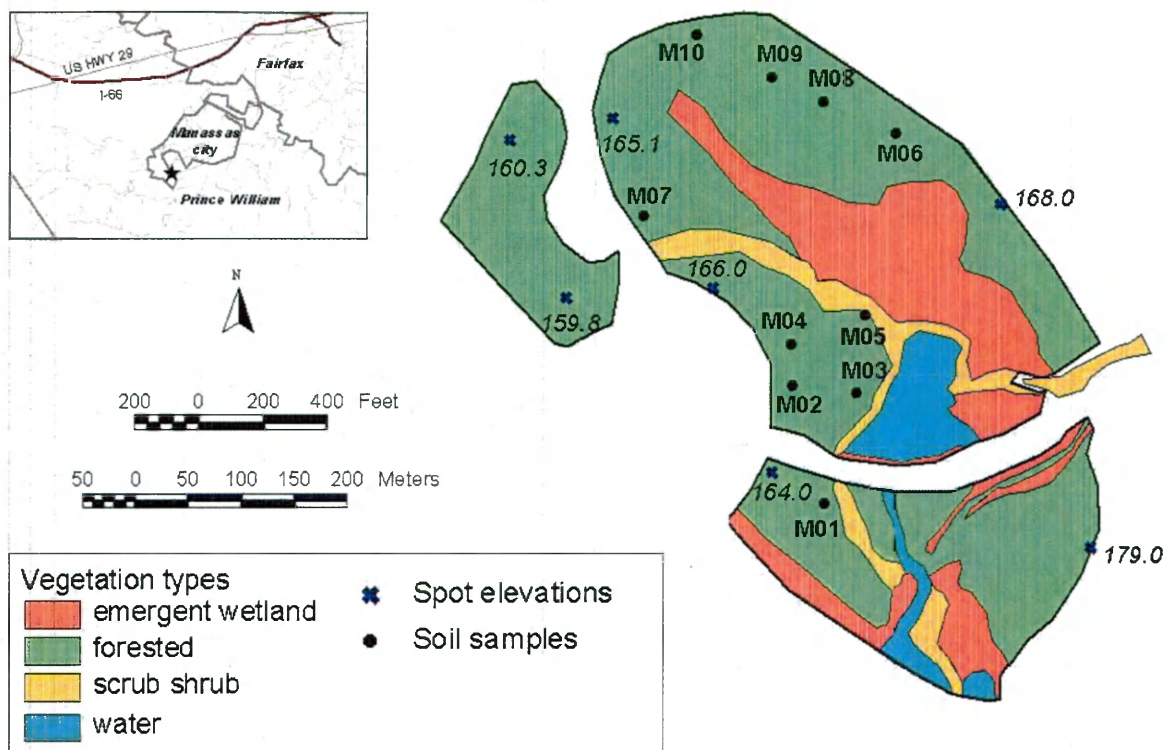 US HWY 29
Fairfax
I-66
Manassas
city
Prince William
N
200 0 200 400 Feet
50 0 50 100 150 200 Meters
Vegetation types
emergent wetland
forested
scrub shrub
water
Spot elevations
Soil samples
M10
M09
M08
M06
165.1
160.3
M07
168.0
166.0
159.8
M04
M05
M03
M02
164.0
M01
179.0